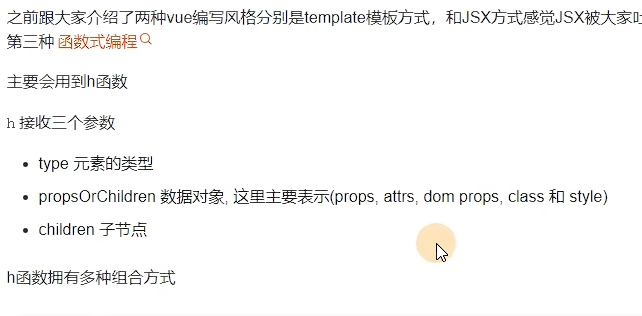 之前跟大家介绍了两种vue编写风格分别是template模板方式，和JSX方式感觉JSX被大家
第三种 函数式编程
主要会用到h函数
h 接收三个参数
• type 元素的类型
• propsOrChildren 数据对象, 这里主要表示(props, attrs, dom props, class 和 style)
• children 子节点
h函数拥有多种组合方式